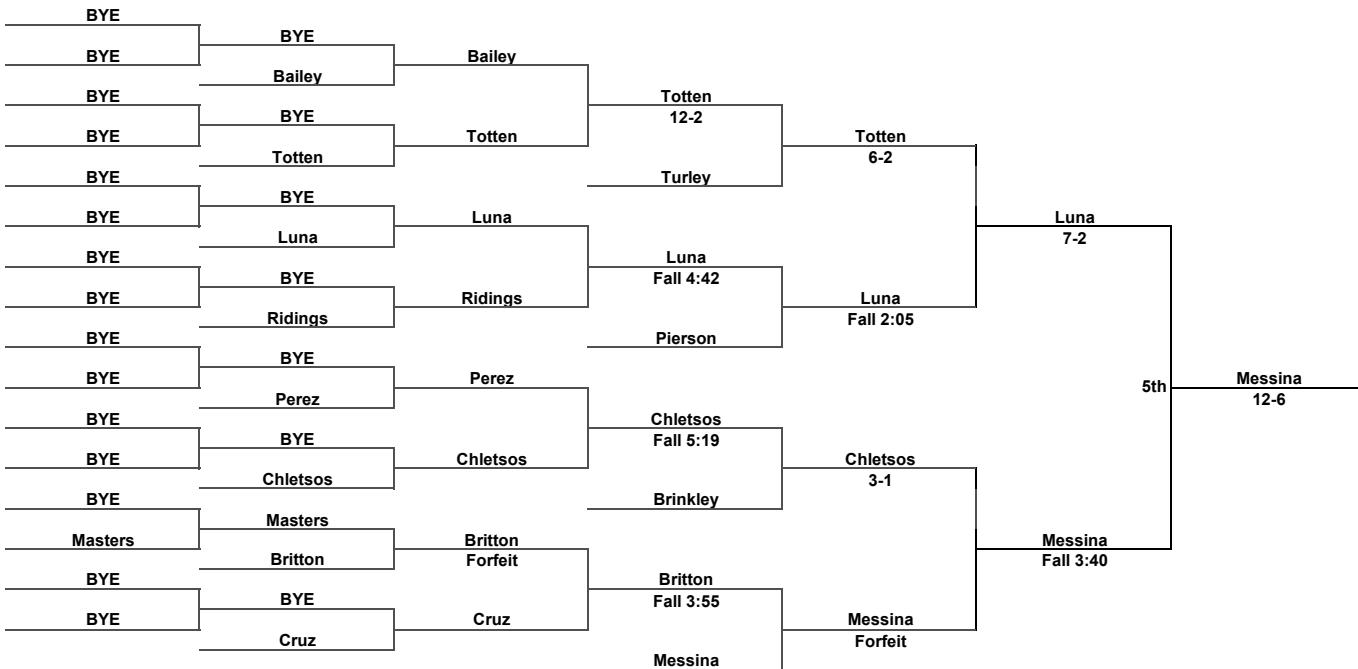 BYE
BYE
BYE
Bailey
Bailey
BYE
BYE
BYE
Totten
Totten
Totten
12-2
Turley
Totten
6-2
BYE
BYE
BYE
Luna
Luna
BYE
BYE
BYE
Ridings
Ridings
Luna
Fall 4:42
Pierson
Luna
Fall 2:05
Luna
7-2
BYE
BYE
BYE
Perez
Perez
BYE
BYE
BYE
Chletsos
Chletsos
Chletsos
Fall 5:19
Brinkley
Chletsos
3-1
BYE
Masters
Masters
Britton
Britton
Forfeit
BYE
BYE
BYE
Cruz
Cruz
Britton
Fall 3:55
Messina
Messina
Forfeit
Messina
Fall 3:40
5th
Messina
12-6